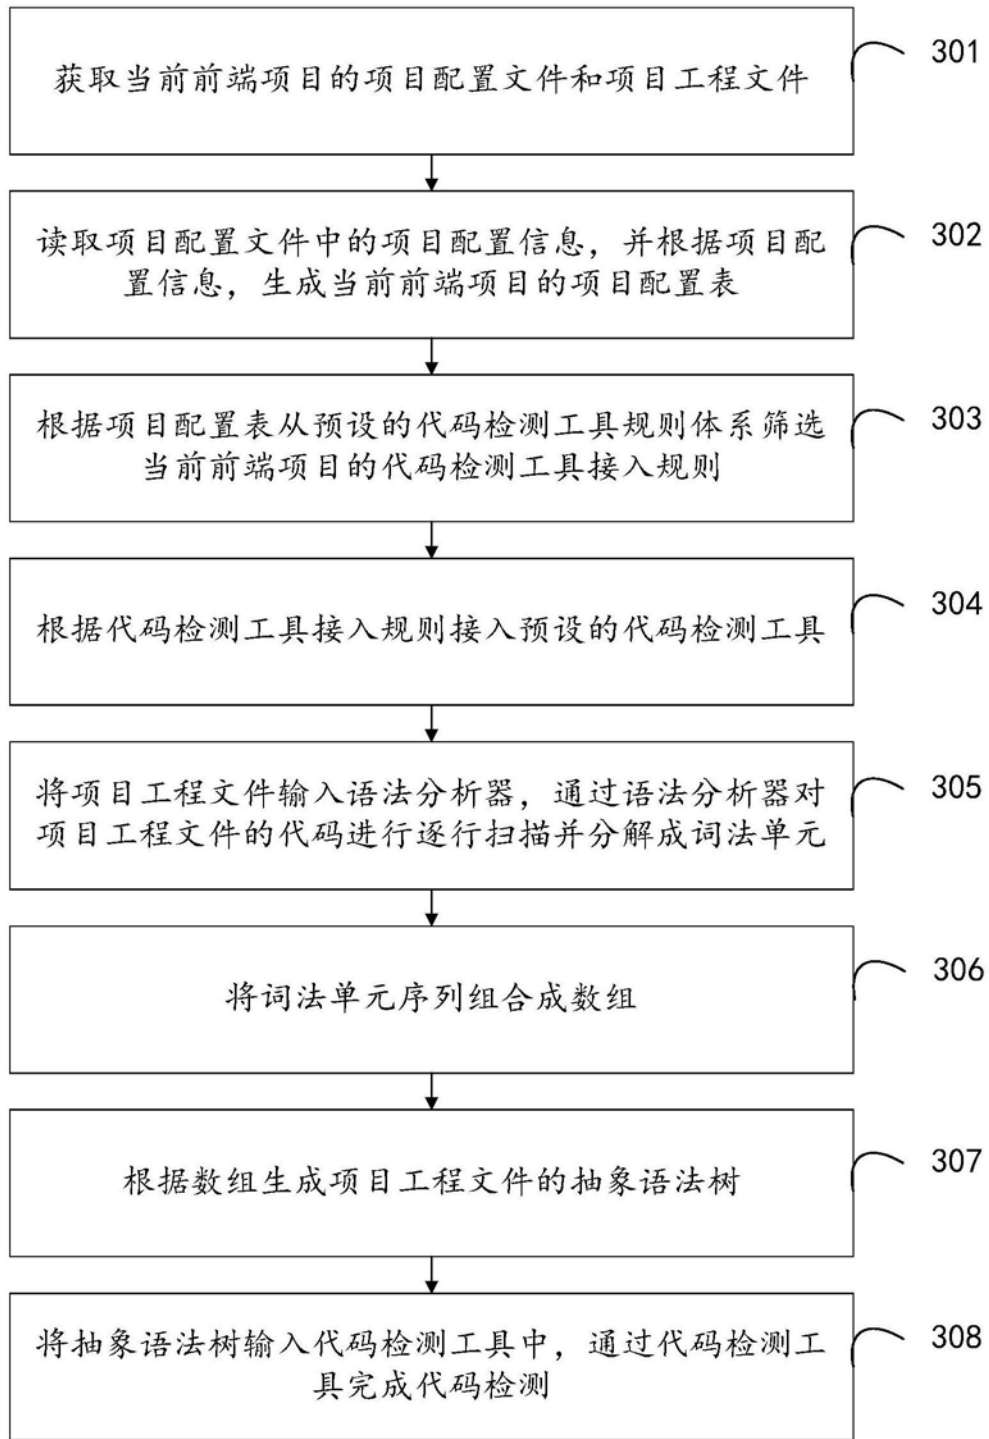 获取当前前端项目的项目配置文件和项目工程文件
301
读取项目配置文件中的项目配置信息，并根据项目配
置信息，生成当前前端项目的项目配置表
302
根据项目配置表从预设的代码检测工具规则体系筛选
当前前端项目的代码检测工具接入规则
303
根据代码检测工具接入规则接入预设的代码检测工具
304
将项目工程文件输入语法分析器，通过语法分析器对
项目工程文件的代码进行逐行扫描并分解成词法单元
305
将词法单元序列组合成数组
306
根据数组生成项目工程文件的抽象语法树
307
将抽象语法树输入代码检测工具中，通过代码检测工
具完成代码检测
308